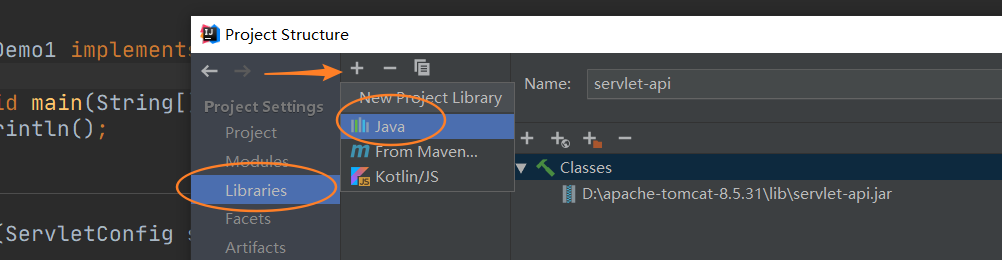 Project Structure
Demo1 implements
id main(String[]
rintln();
(ServletConfig s
Project Settings
Project
Modules
Libraries
Facets
Artifacts
New Project Library
Java
From Maven...
Kotlin/JS
Name: servlet-api
Classes
D:\apache-tomcat-8.5.31\lib\servlet-api.jar